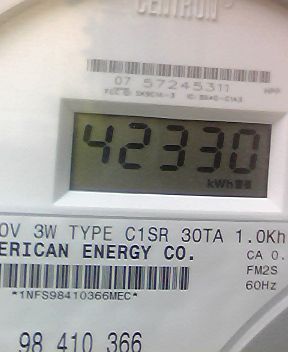 CENTRON
07 57245311
42330
kWh
0V 3W TYPE C1SR 30TA 1.0Kh
ERICAN ENERGY CO.
CA 0.
FM2S
*1NFS98410366MEC*
60Hz
98 410 366